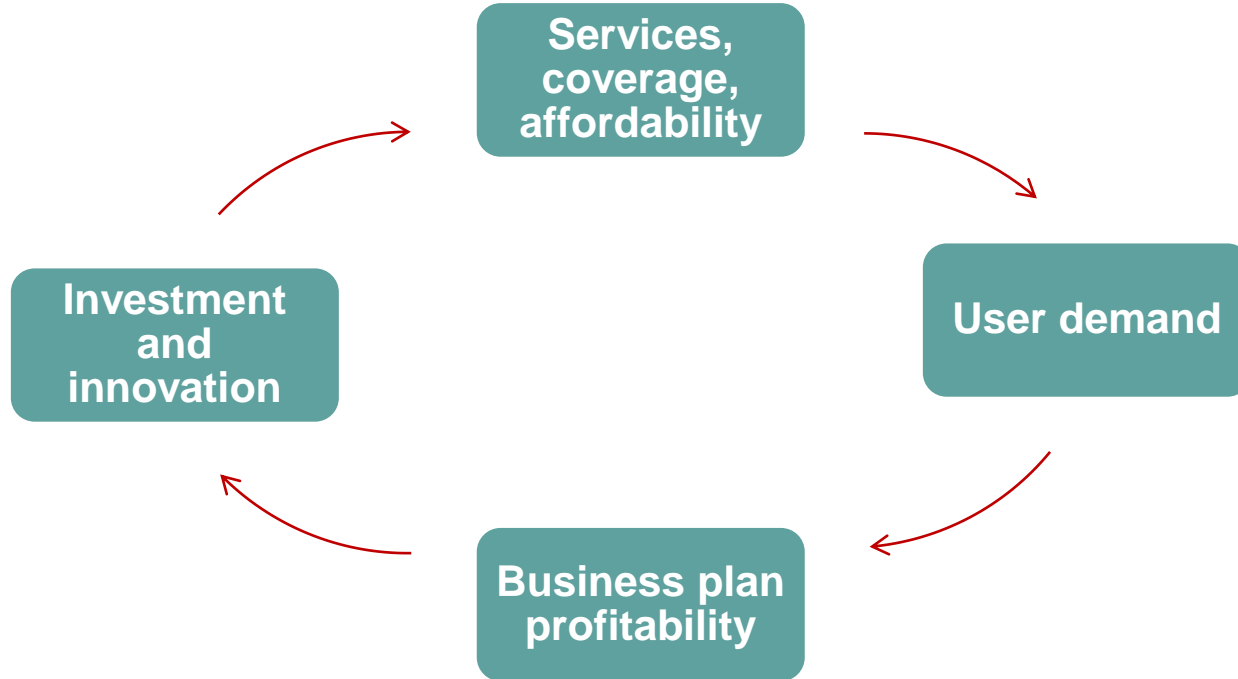 Services,
coverage,
affordability
Investment
and
innovation
User demand
Business plan
profitability